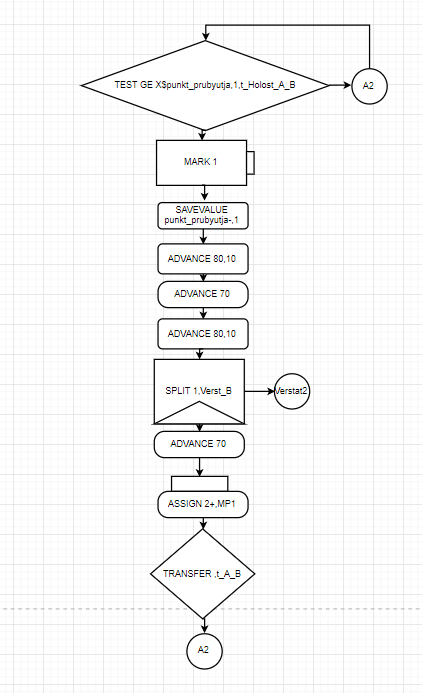 TEST GE X$punkt_prubyutja,1,t_Holost_A_B
A2
MARK 1
SAVEVALUE
punkt_prubyutja-,1
ADVANCE 80,10
ADVANCE 70
ADVANCE 80,10
SPLIT 1,Verst_B
Verstat2
ADVANCE 70
ASSIGN 2+,MP1
TRANSFER ,t_A_B
A2